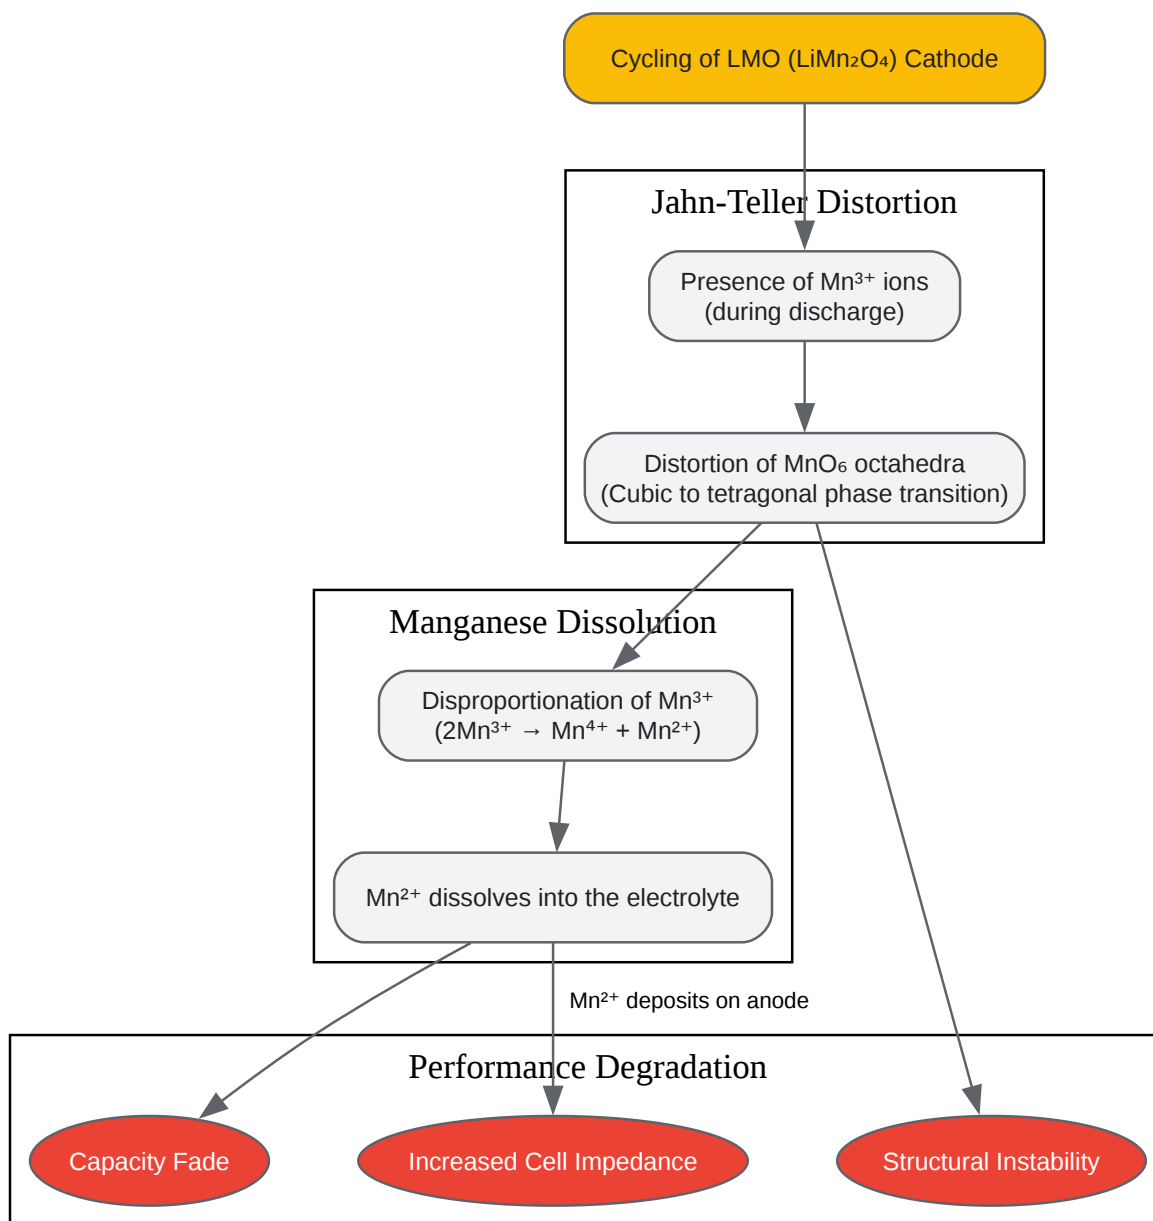 Cycling of LMO (LiMn₂O₄) Cathode
Jahn-Teller Distortion
Presence of Mn³⁺ ions
(during discharge)
Distortion of MnO₆ octahedra
(Cubic to tetragonal phase transition)
Manganese Dissolution
Disproportionation of Mn³⁺
(2Mn³⁺ → Mn⁴⁺ + Mn²⁺)
Mn²⁺ dissolves into the electrolyte
Mn²⁺ deposits on anode
Performance Degradation
Capacity Fade
Increased Cell Impedance
Structural Instability